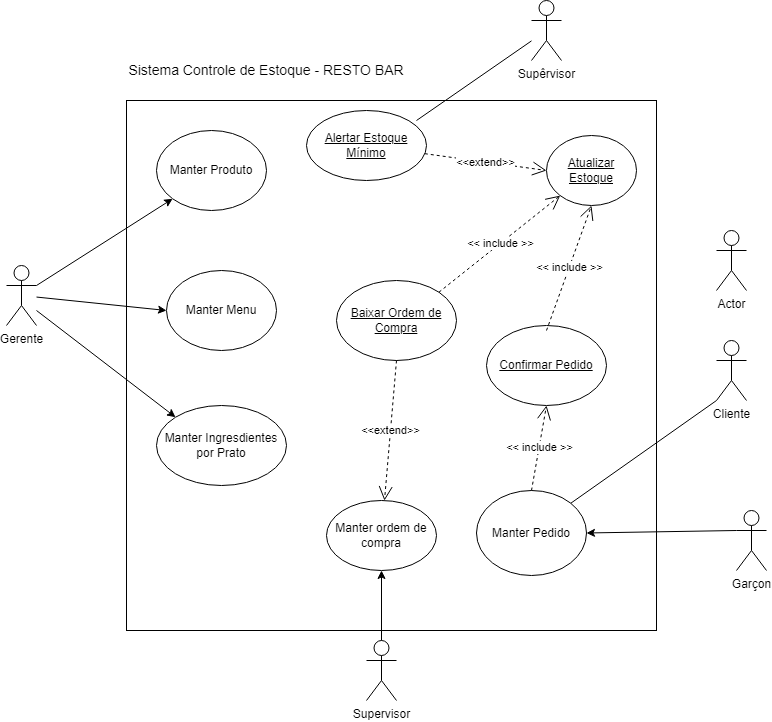 Supêrvisor
Sistema Controle de Estoque - RESTO BAR
Alertar Estoque
Mínimo
<<extend>>
Atualizar
Estoque
Manter Produto
<< include >>
<< include >>
Actor
Gerente
Manter Menu
Baixar Ordem de
Compra
Confirmar Pedido
Cliente
<<extend>>
<< include >>
Manter Ingresdientes
por Prato
Manter ordem de
compra
Manter Pedido
Garçon
Supervisor